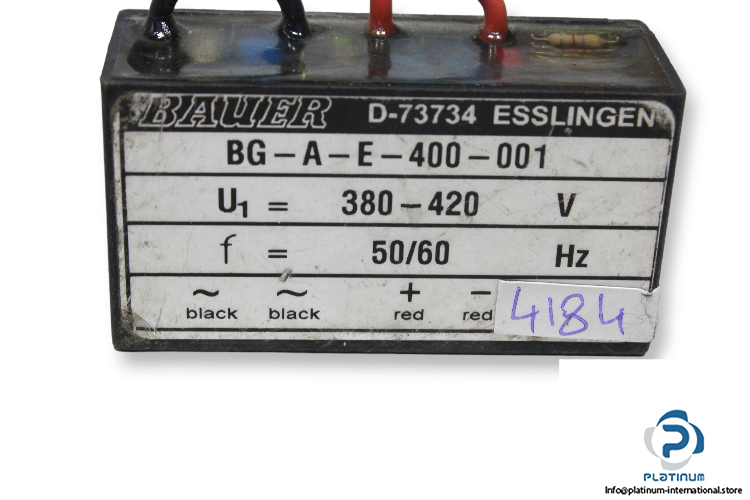 BAUER D-73734 ESSLINGEN
BG-A-E-400-001
U1 = 380-420 V
f = 50/60 Hz
~ ~ + -
black black red red
4184
PLATINUM
Info@platinum-international.store